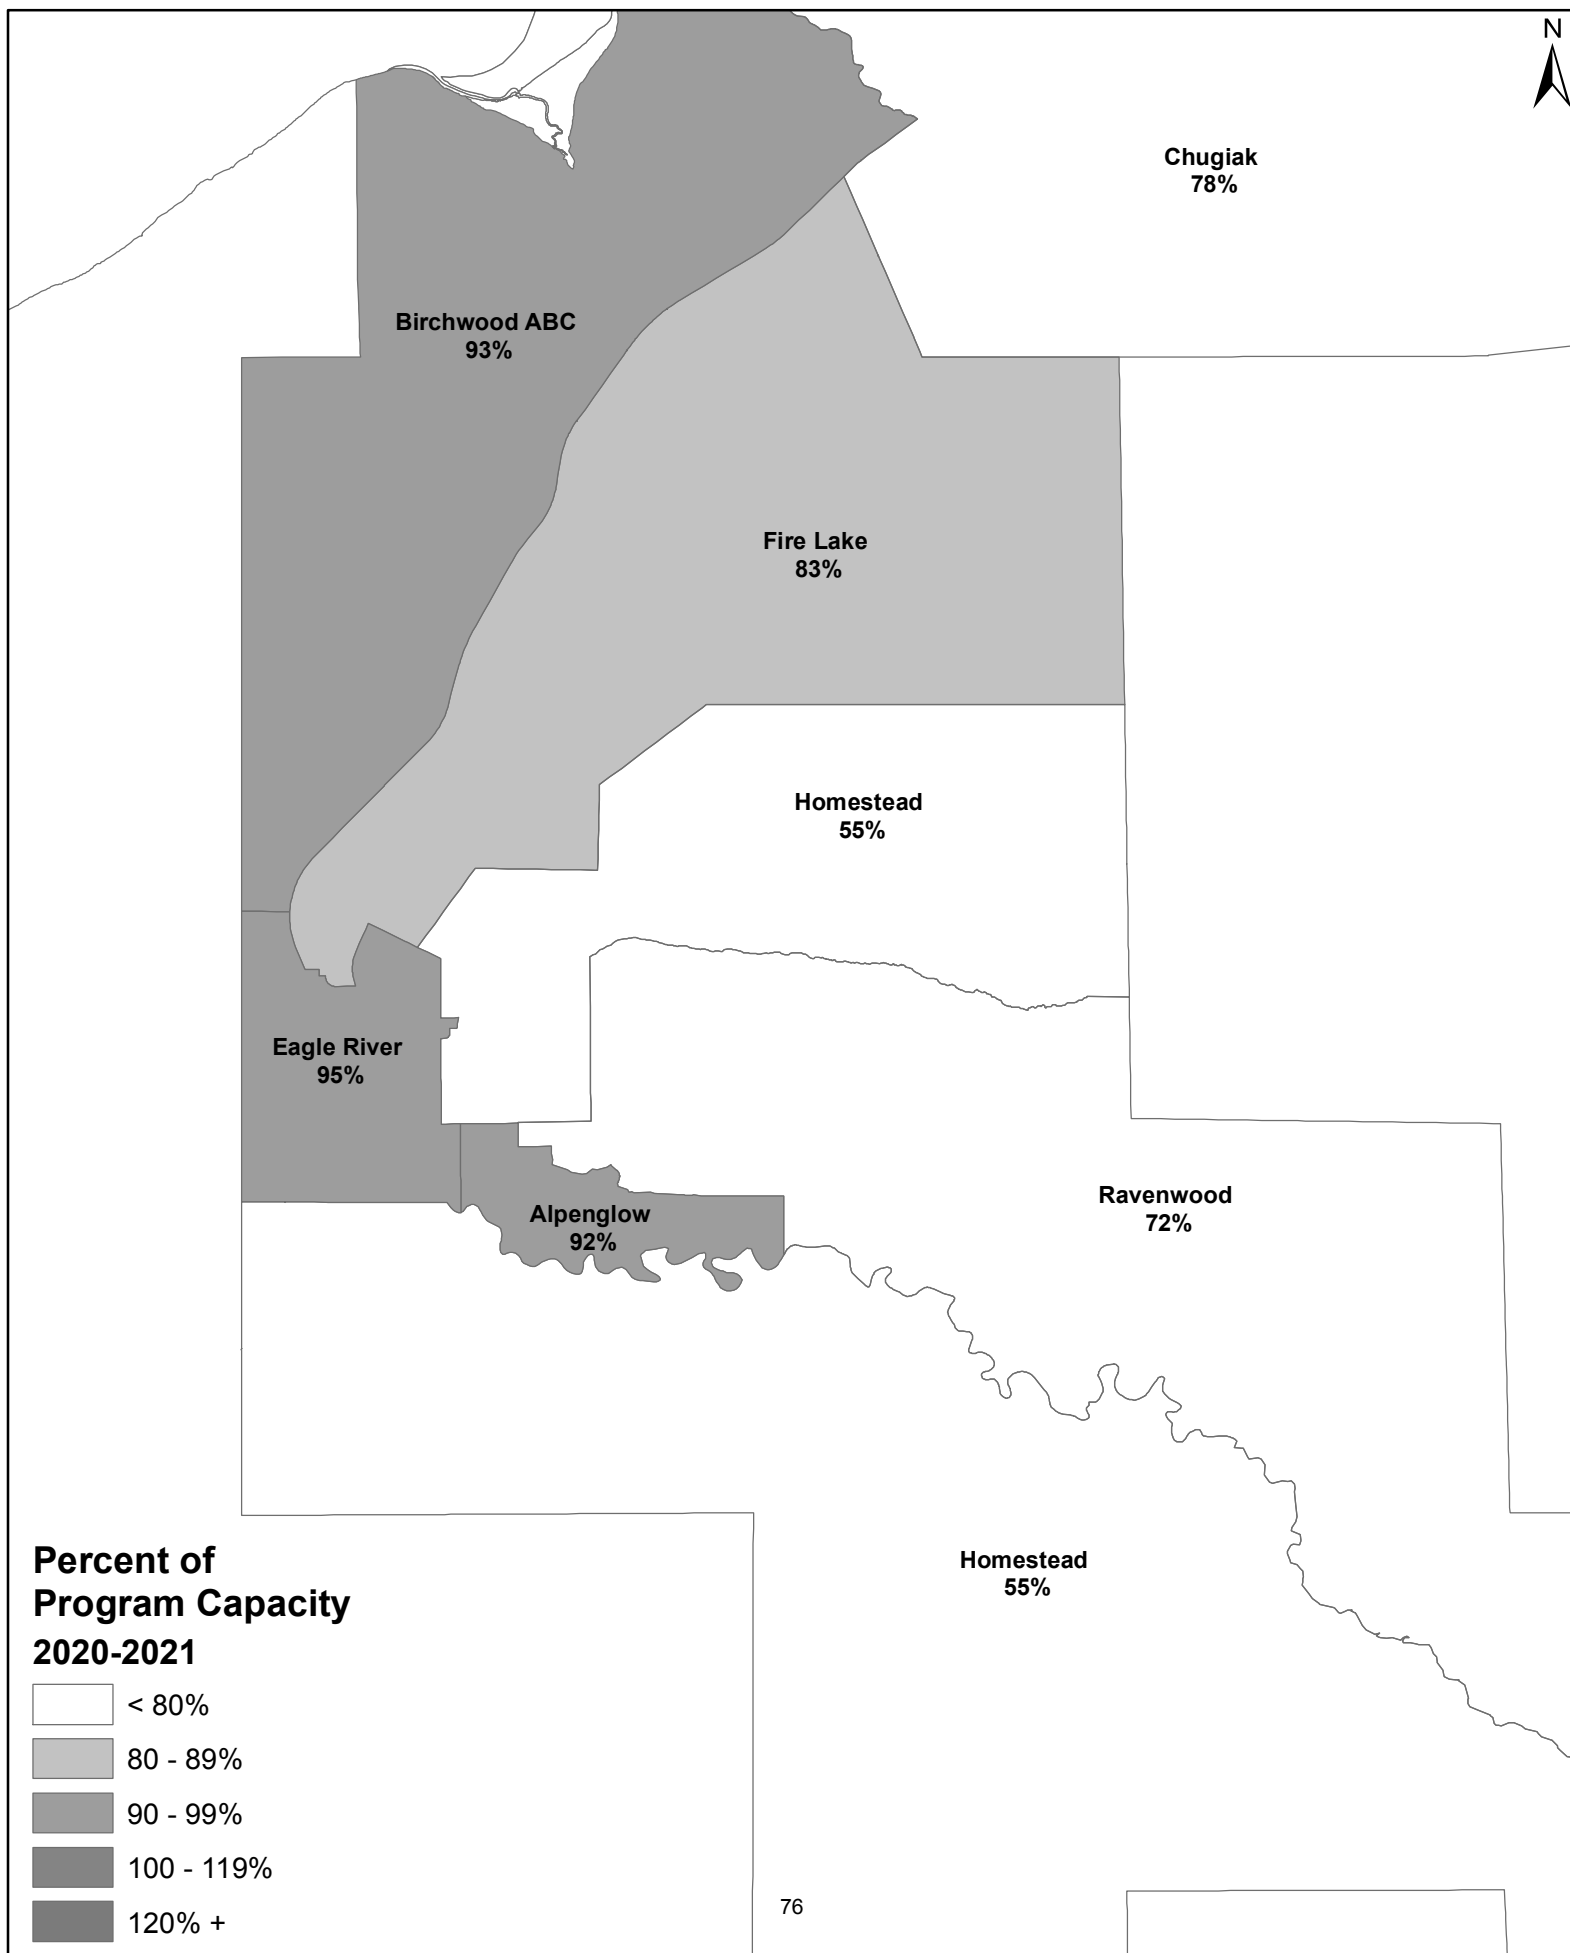 N
Chugiak
78%
Birchwood ABC
93%
Fire Lake
83%
Homestead
55%
Eagle River
95%
Ravenwood
72%
Alpenglow
92%
Homestead
55%
Percent of
Program Capacity
2020-2021
< 80%
80 - 89%
90 - 99%
100 - 119%
120% +
76